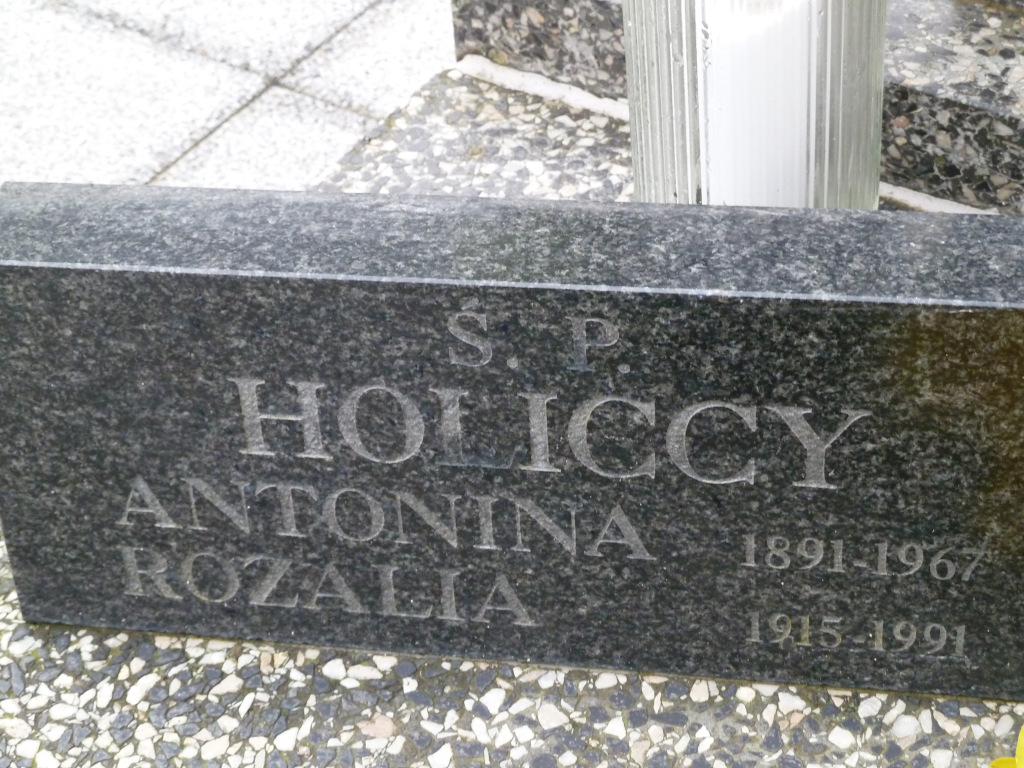 S. P.
HOLICCY
ANTONINA 1891-1967
ROZALIA 1915-1991